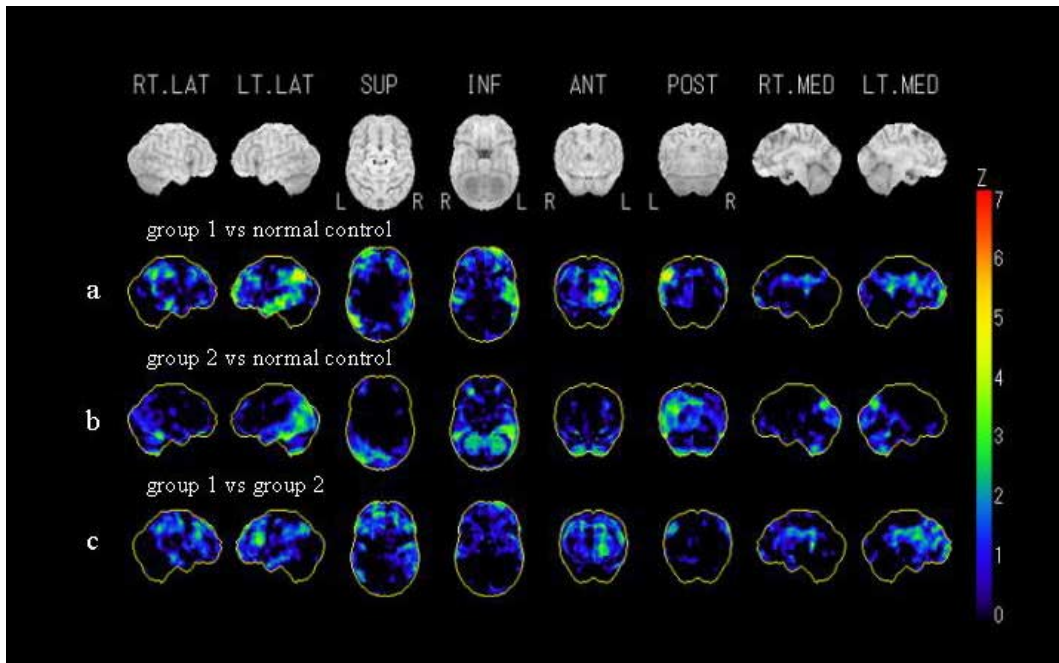 RT.LAT LT.LAT SUP INF ANT POST RT.MED LT.MED
L R R L R L L R
Z
7
group 1 vs normal control
6
a
5
group 2 vs normal control
4
b
3
group 1 vs group 2
2
c
1
0